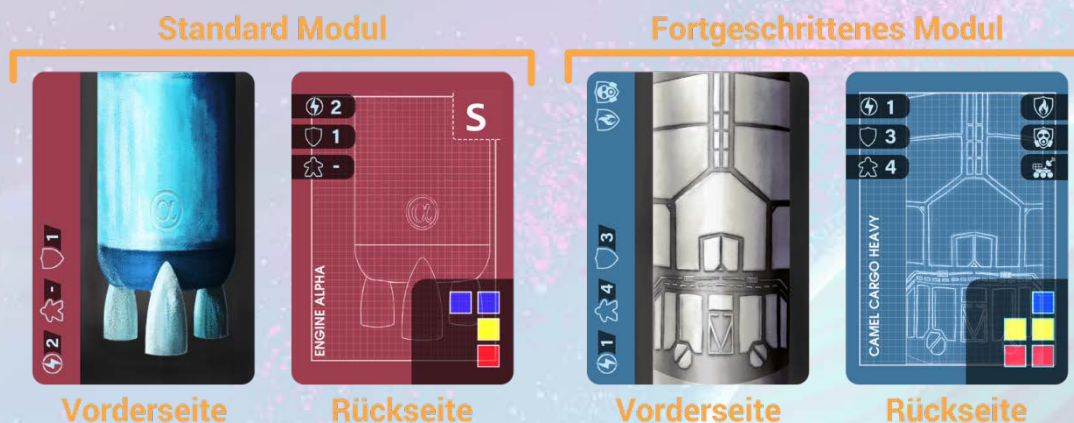 Standard Modul
Fortgeschrittenes Modul
2 - 1
2
1
-
S
ENGINE ALPHA
α
α
1 4 3
1
3
4
CAMEL CARGO HEAVY
Vorderseite
Rückseite
Vorderseite
Rückseite